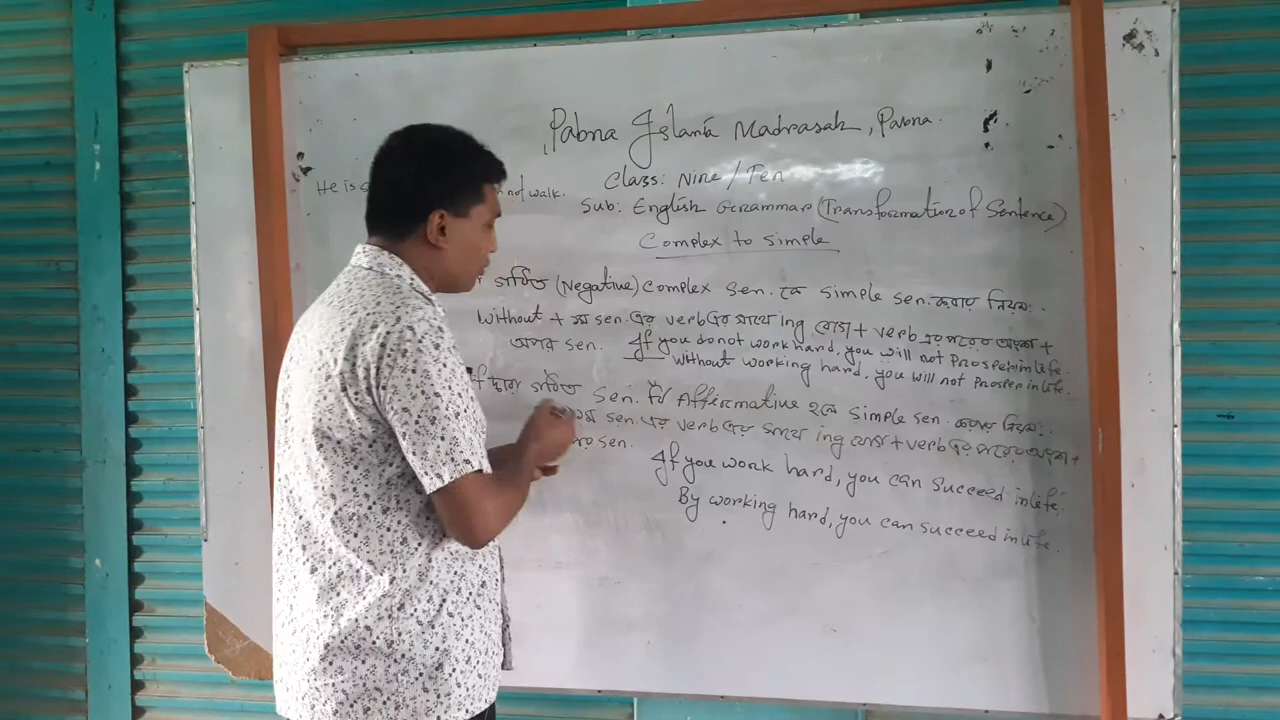 Pabna Islamia Madrasah, Pabna.
Class: Nine / Ten
He is not walk.
Sub: English Grammar (Transformation of Sentence)
Complex to simple
গঠিত (Negative) Complex Sen. কে Simple Sen. করার নিয়ম:
Without + ১ম sen. এর verb এর সাথে ing যোগ + verb এর পরের অংশ +
অপর sen. If you do not work hard, you will not Prosper in life.
Without working hard, you will not Prosper in life.
If দ্বারা গঠিত Sen. টি Affirmative হলে Simple Sen. করার নিয়ম:
১ম sen. এর verb এর সাথে ing যোগ + verb এর পরের অংশ +
sen.
If you work hard, you can Succeed in life.
By working hard, you can succeed in life.